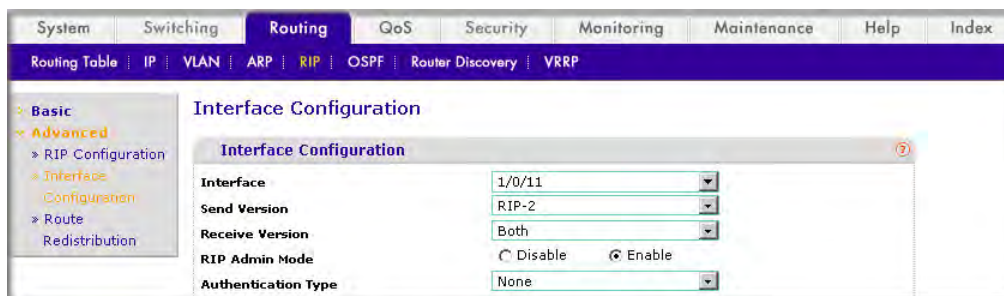 System Switching Routing QoS Security Monitoring Maintenance Help Index
Routing Table IP VLAN ARP RIP OSPF Router Discovery VRRP
Basic
Advanced
» RIP Configuration
» Interface
Configuration
» Route
Redistribution
Interface Configuration
Interface Configuration ?
Interface 1/0/11
Send Version RIP-2
Receive Version Both
RIP Admin Mode Disable Enable
Authentication Type None